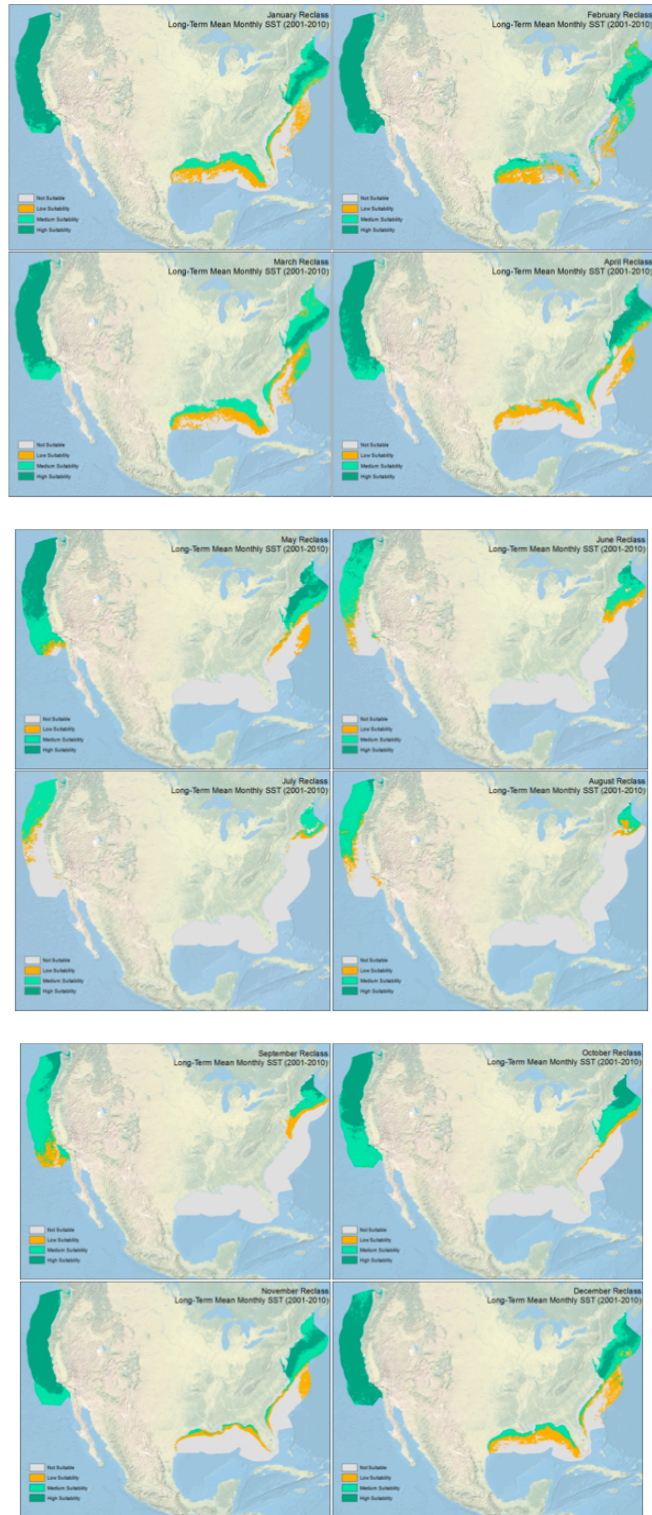 January Reclass
Long-Term Mean Monthly SST (2001-2010)
Not Suitable
Low Suitability
Medium Suitability
High Suitability
February Reclass
Long-Term Mean Monthly SST (2001-2010)
Not Suitable
Low Suitability
Medium Suitability
High Suitability
March Reclass
Long-Term Mean Monthly SST (2001-2010)
Not Suitable
Low Suitability
Medium Suitability
High Suitability
April Reclass
Long-Term Mean Monthly SST (2001-2010)
Not Suitable
Low Suitability
Medium Suitability
High Suitability
May Reclass
Long-Term Mean Monthly SST (2001-2010)
Not Suitable
Low Suitability
Medium Suitability
High Suitability
June Reclass
Long-Term Mean Monthly SST (2001-2010)
Not Suitable
Low Suitability
Medium Suitability
High Suitability
July Reclass
Long-Term Mean Monthly SST (2001-2010)
Not Suitable
Low Suitability
Medium Suitability
High Suitability
August Reclass
Long-Term Mean Monthly SST (2001-2010)
Not Suitable
Low Suitability
Medium Suitability
High Suitability
September Reclass
Long-Term Mean Monthly SST (2001-2010)
Not Suitable
Low Suitability
Medium Suitability
High Suitability
October Reclass
Long-Term Mean Monthly SST (2001-2010)
Not Suitable
Low Suitability
Medium Suitability
High Suitability
November Reclass
Long-Term Mean Monthly SST (2001-2010)
Not Suitable
Low Suitability
Medium Suitability
High Suitability
December Reclass
Long-Term Mean Monthly SST (2001-2010)
Not Suitable
Low Suitability
Medium Suitability
High Suitability